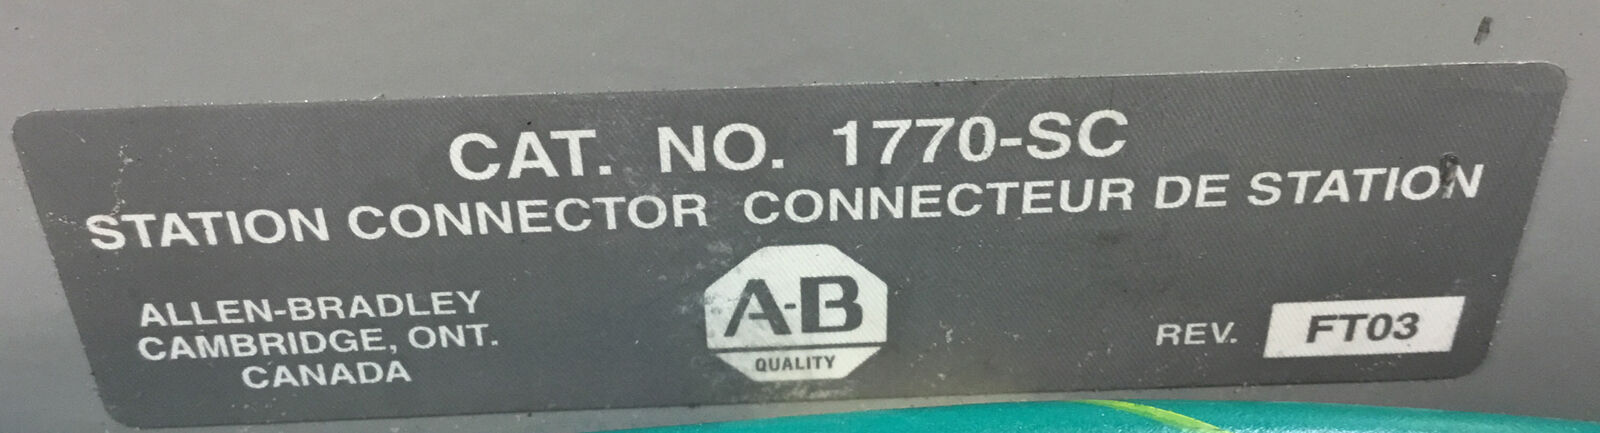 CAT. NO. 1770-SC
STATION CONNECTOR CONNECTEUR DE STATION
ALLEN-BRADLEY
CAMBRIDGE, ONT.
CANADA
A-B
QUALITY
REV. FT03